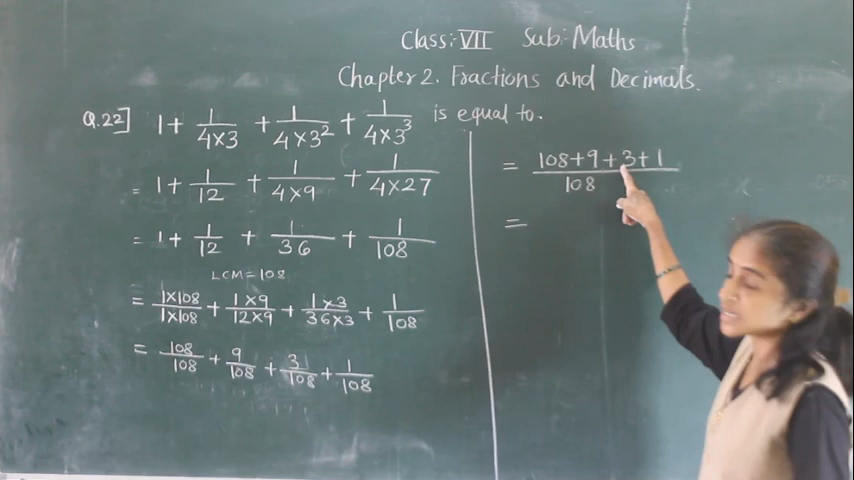 Class:- VII Sub:- Maths
Chapter 2. Fractions and Decimals.
Q.22] 1 + 1/(4×3) + 1/(4×3²) + 1/(4×3³) is equal to.
= 1 + 1/12 + 1/(4×9) + 1/(4×27)
= 1 + 1/12 + 1/36 + 1/108
LCM = 108
= (1×108)/(1×108) + (1×9)/(12×9) + (1×3)/(36×3) + 1/108
= 108/108 + 9/108 + 3/108 + 1/108
= (108+9+3+1)/108
=